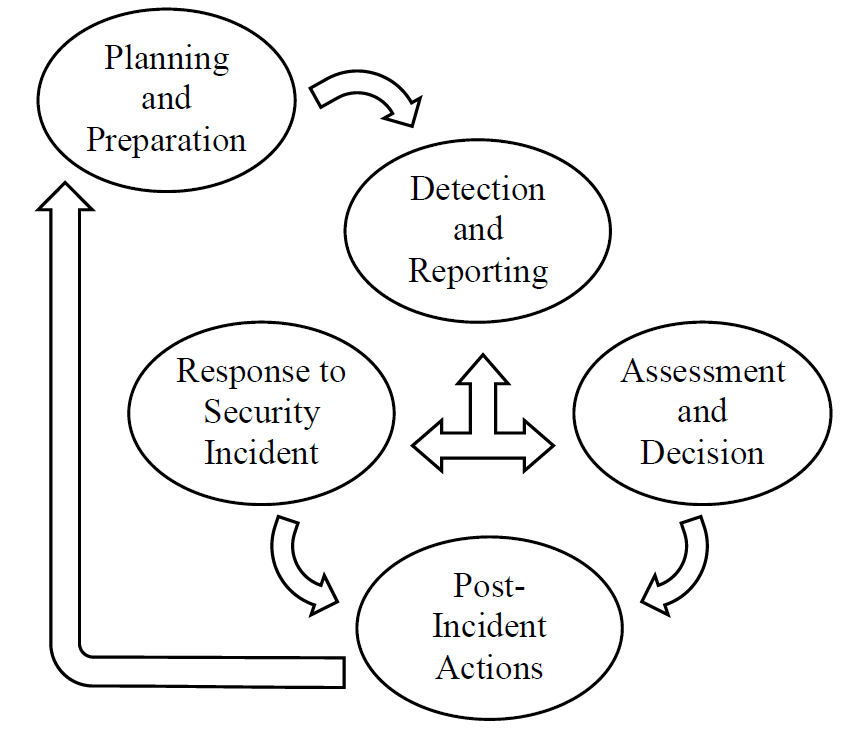 Planning
and
Preparation
Detection
and
Reporting
Response to
Security
Incident
Assessment
and
Decision
Post-
Incident
Actions